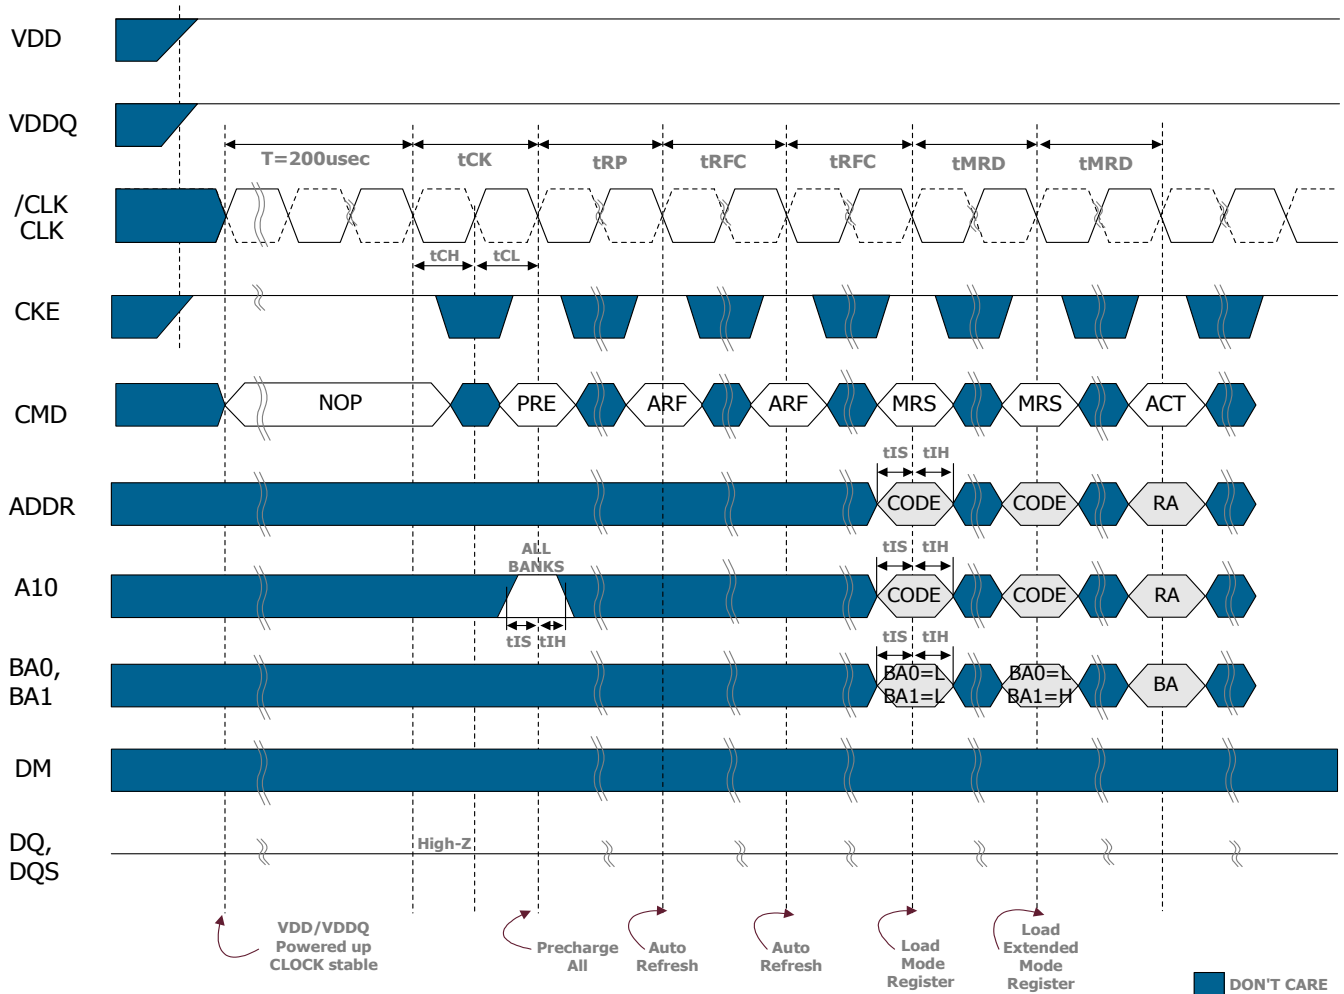 VDD
VDDQ
T=200usec
tCK
tRP
tRFC
tRFC
tMRD
tMRD
/CLK
CLK
tCH
tCL
CKE
CMD
NOP
PRE
ARF
ARF
MRS
MRS
ACT
tIS
tIH
ADDR
CODE
CODE
RA
ALL
BANKS
tIS
tIH
A10
CODE
CODE
RA
tIS
tIH
tIS
tIH
BA0,
BA1
BA0=L
BA1=L
BA0=L
BA1=H
BA
DM
DQ,
DQS
High-Z
VDD/VDDQ
Powered up
CLOCK stable
Precharge
All
Auto
Refresh
Auto
Refresh
Load
Mode
Register
Load
Extended
Mode
Register
DON'T CARE